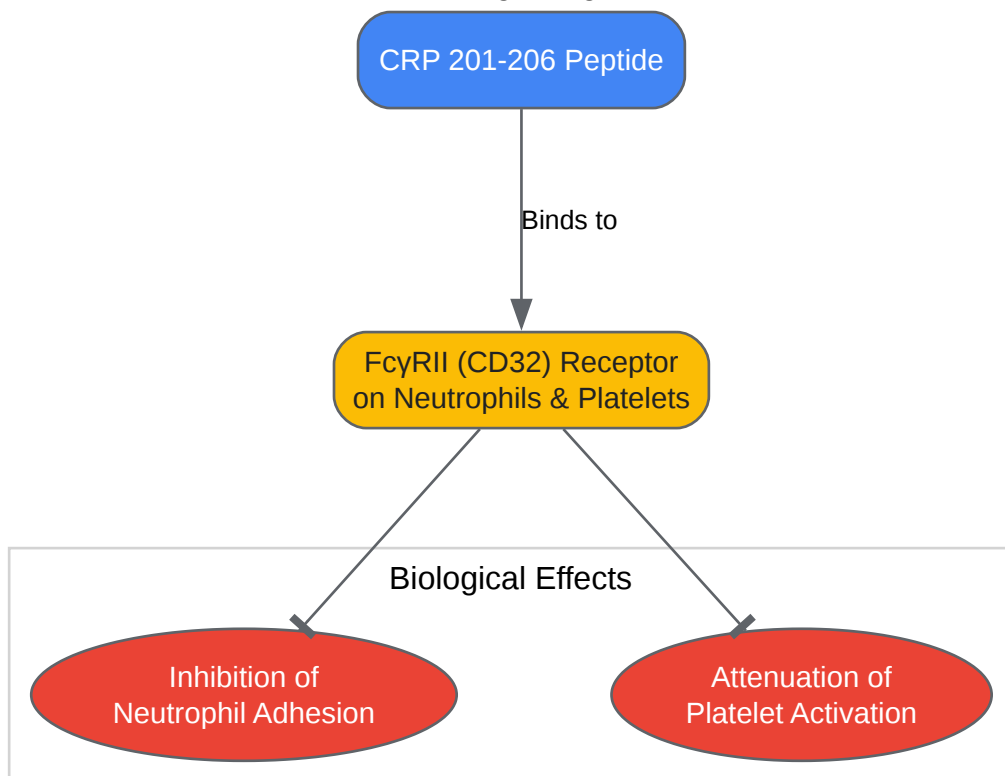 CRP 201-206 Peptide
Binds to
FcγRII (CD32) Receptor
on Neutrophils & Platelets
Biological Effects
Inhibition of
Neutrophil Adhesion
Attenuation of
Platelet Activation